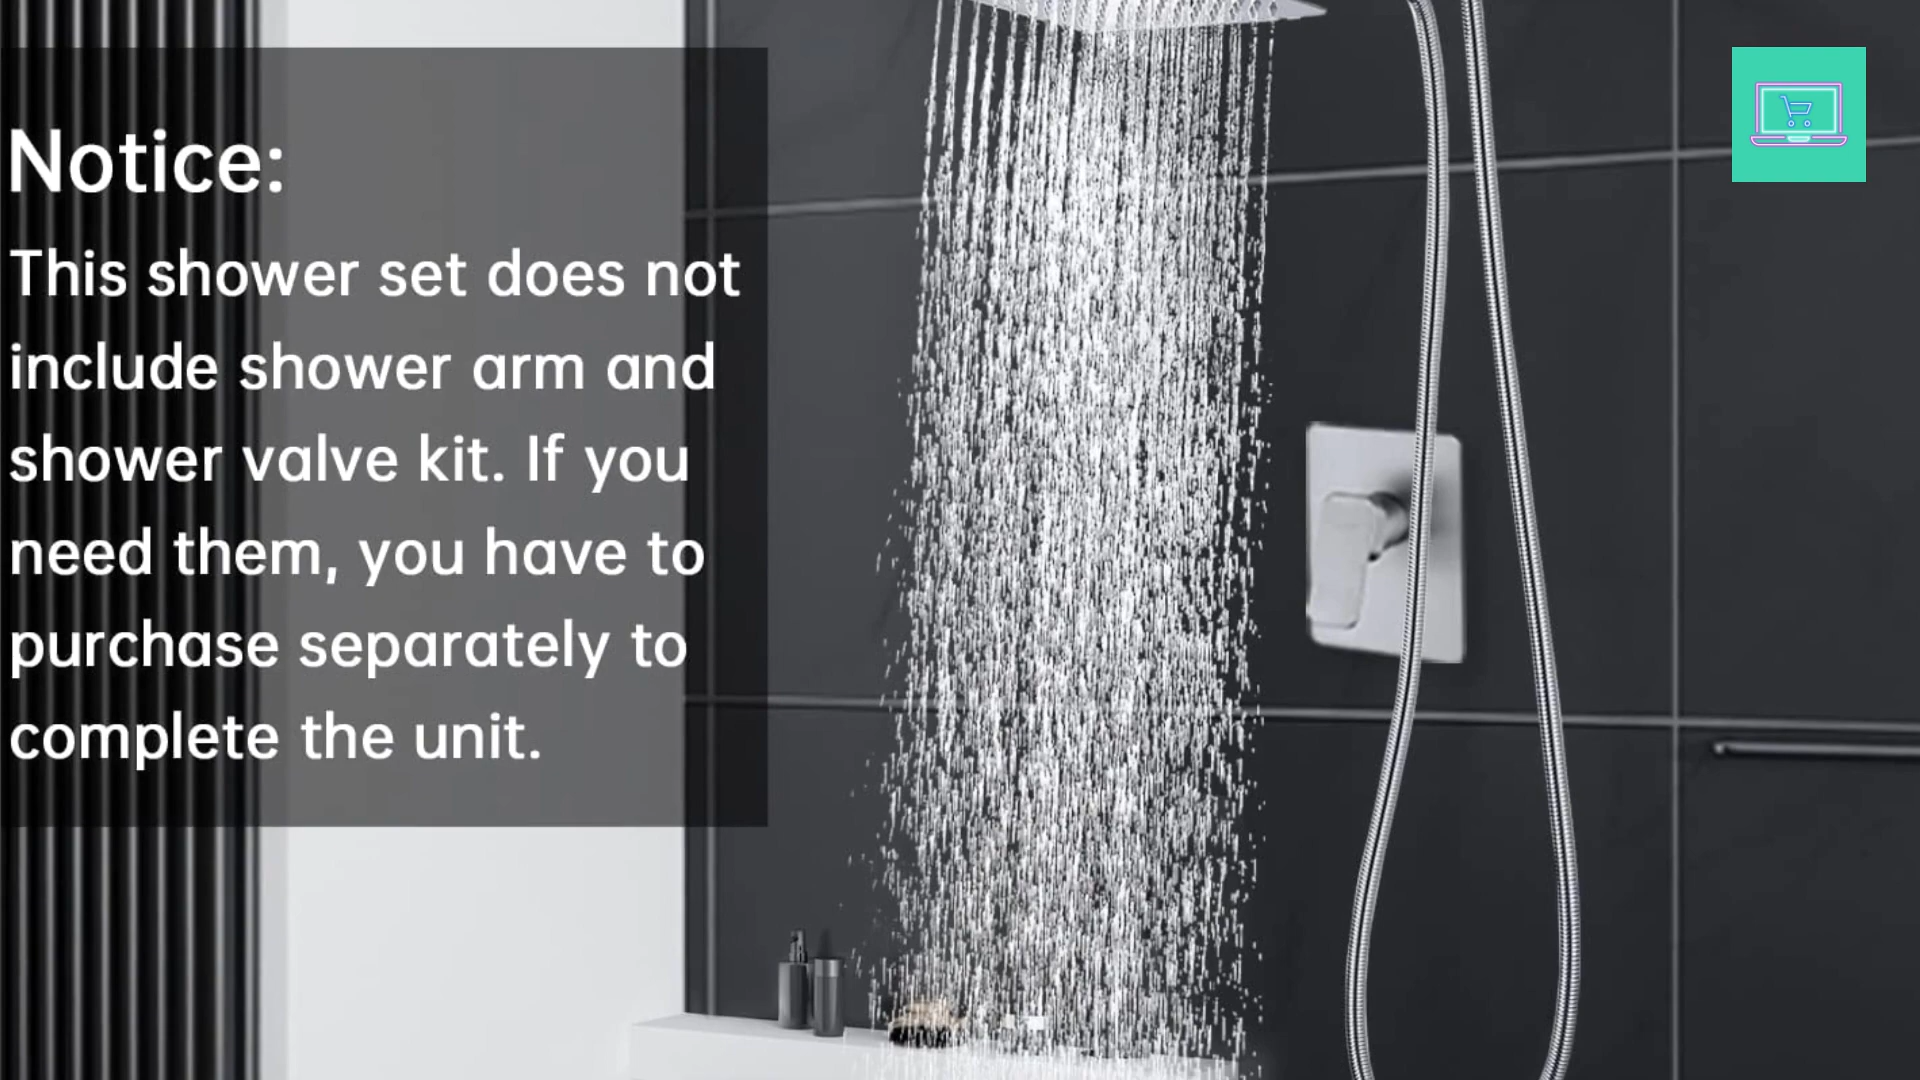 Notice:
This shower set does not
include shower arm and
shower valve kit. If you
need them, you have to
purchase separately to
complete the unit.